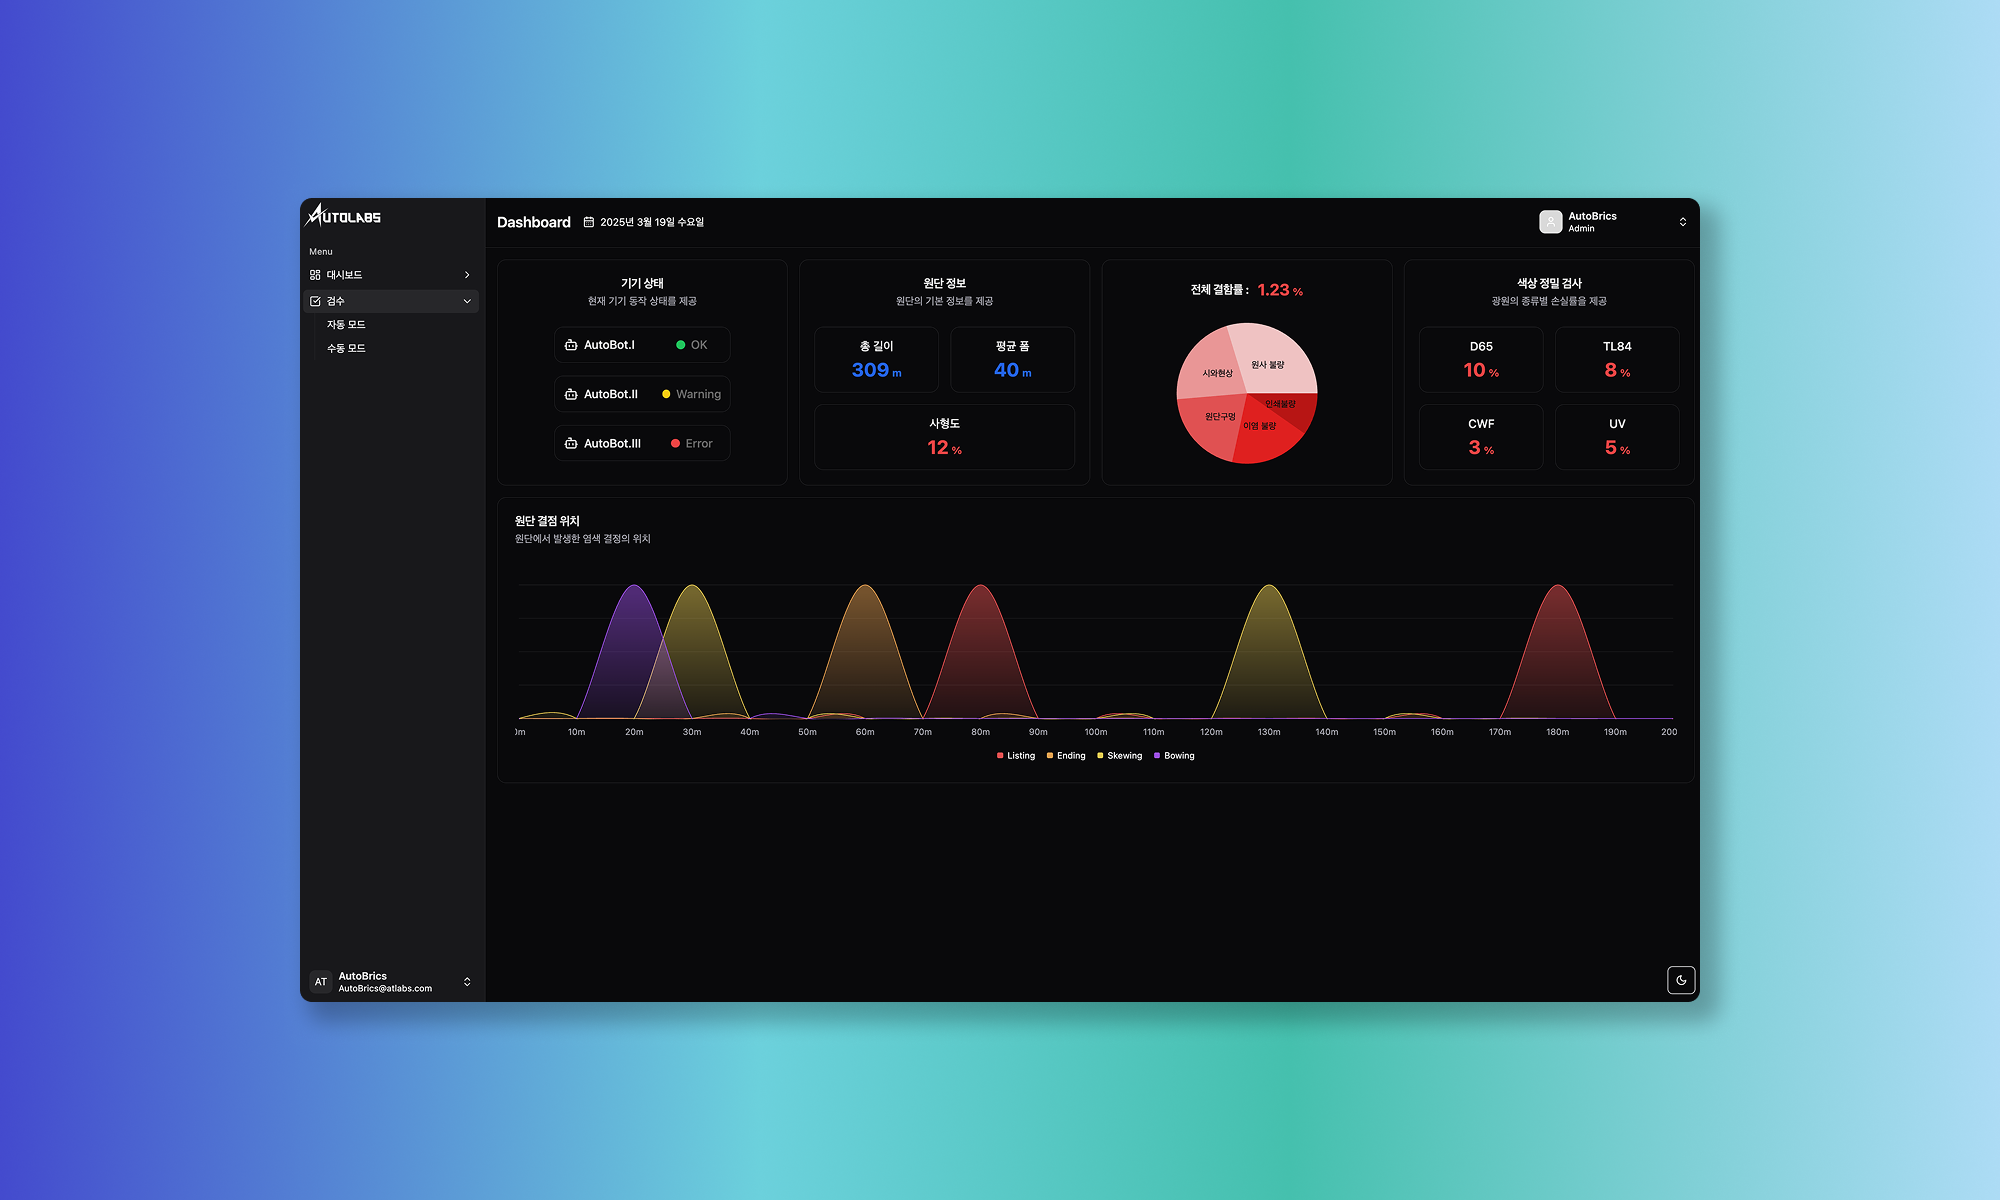 AUTOLABS
Menu
대시보드
검수
자동 모드
수동 모드
AT
AutoBrics
AutoBrics@atlabs.com
Dashboard
2025년 3월 19일 수요일
AutoBrics
Admin
기기 상태
현재 기기 동작 상태를 제공
AutoBot.I
OK
AutoBot.II
Warning
AutoBot.III
Error
원단 정보
원단의 기본 정보를 제공
총 길이
309 m
평균 폼
40 m
사형도
12 %
전체 결함률 : 1.23 %
원사 불량
시와현상
원단구멍
이염 불량
인쇄불량
색상 정밀 검사
광원의 종류별 손실률을 제공
D65
10 %
TL84
8 %
CWF
3 %
UV
5 %
원단 결점 위치
원단에서 발생한 염색 결정의 위치
0m 10m 20m 30m 40m 50m 60m 70m 80m 90m 100m 110m 120m 130m 140m 150m 160m 170m 180m 190m 200
Listing Ending Skewing Bowing